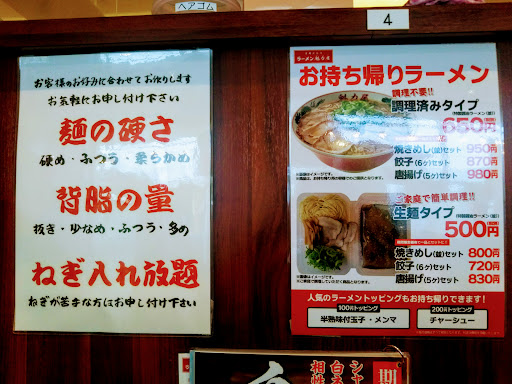 ヘアゴム
4
お客様のお好みに合わせてお作りします
お気軽にお申し付け下さい
麺の硬さ
硬め・ふつう・柔らかめ
背脂の量
抜き・少なめ・ふつう・多め
ねぎ入れ放題
ねぎが苦手な方にお申し付け下さい
ラーメン魁力屋
お持ち帰りラーメン
調理不要!!
調理済みタイプ
650円
焼きめし(並)セット 950円
餃子(6ヶ)セット 870円
唐揚げ(5ヶ)セット 980円
ご家庭で簡単調理!!
生麺タイプ
500円
焼きめし(並)セット 800円
餃子(6ヶ)セット 720円
唐揚げ(5ヶ)セット 830円
人気のラーメントッピングもお持ち帰りできます!
100円トッピング
半熟味付玉子・メンマ
200円トッピング
チャーシュー
期